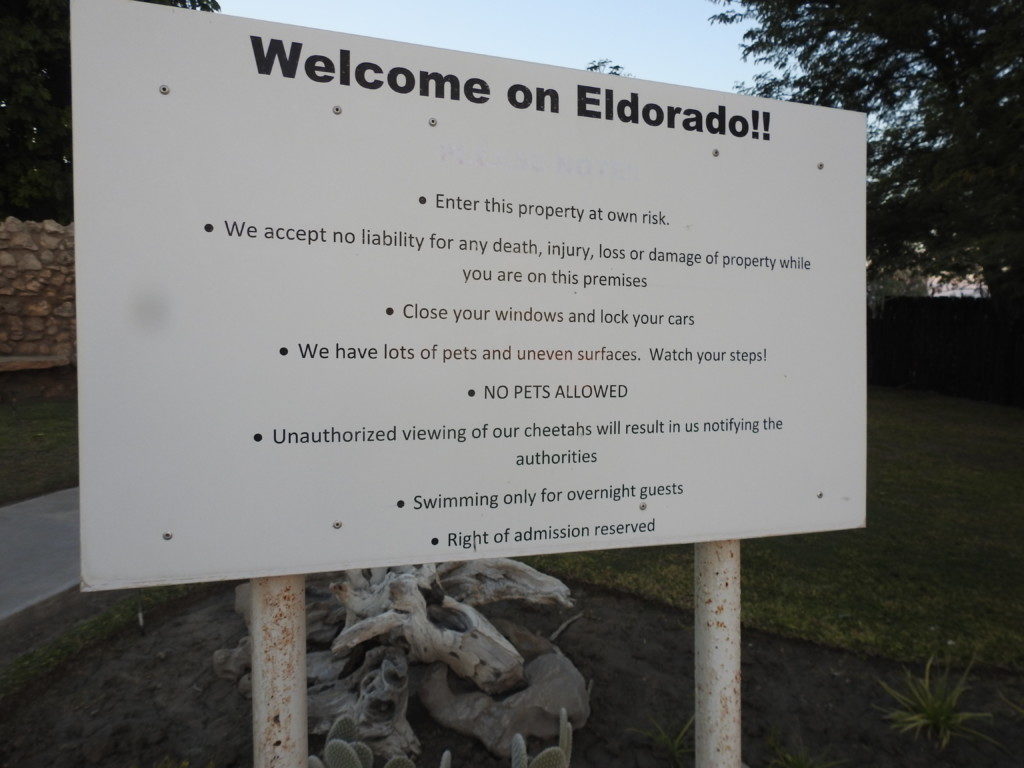 Welcome on Eldorado!!
PLEASE NOTE!!
• Enter this property at own risk.
• We accept no liability for any death, injury, loss or damage of property while
you are on this premises
• Close your windows and lock your cars
• We have lots of pets and uneven surfaces. Watch your steps!
• NO PETS ALLOWED
• Unauthorized viewing of our cheetahs will result in us notifying the
authorities
• Swimming only for overnight guests
• Right of admission reserved